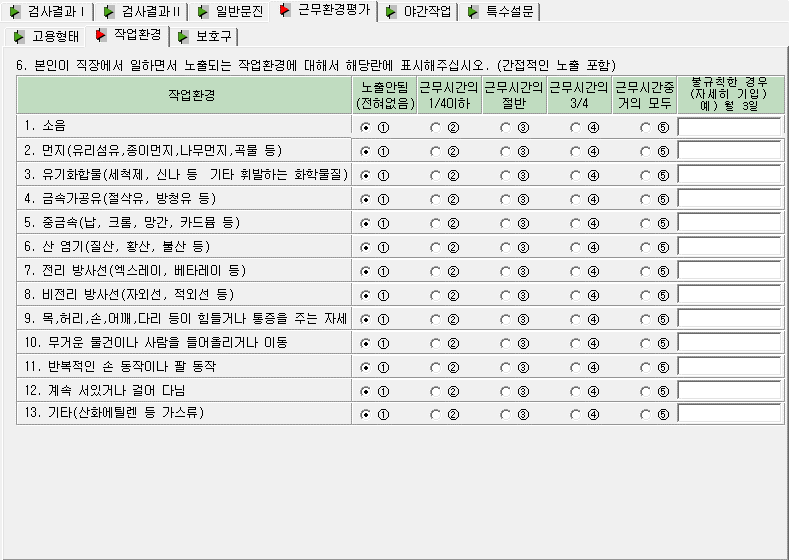 검사결과 I 검사결과 II 일반문진 근무환경평가 야간작업 특수설문
고용형태 작업환경 보호구
6. 본인이 직장에서 일하면서 노출되는 작업환경에 대해서 해당란에 표시해주십시오. (간접적인 노출 포함)
작업환경 노출안됨 (전혀없음) 근무시간의 1/4이하 근무시간의 절반 근무시간의 3/4 근무시간중 거의 모두 불규칙한 경우 (자세히 기입) 예) 월 3일
1. 소음 ① ② ③ ④ ⑤
2. 먼지(유리섬유,종이먼지,나무먼지,곡물 등) ① ② ③ ④ ⑤
3. 유기화합물(세척제, 신나 등 기타 휘발하는 화학물질) ① ② ③ ④ ⑤
4. 금속가공유(절삭유, 방청유 등) ① ② ③ ④ ⑤
5. 중금속(납, 크롬, 망간, 카드뮴 등) ① ② ③ ④ ⑤
6. 산 염기(질산, 황산, 불산 등) ① ② ③ ④ ⑤
7. 전리 방사선(엑스레이, 베타레이 등) ① ② ③ ④ ⑤
8. 비전리 방사선(자외선, 적외선 등) ① ② ③ ④ ⑤
9. 목,허리,손,어깨,다리 등이 힘들거나 통증을 주는 자세 ① ② ③ ④ ⑤
10. 무거운 물건이나 사람을 들어올리거나 이동 ① ② ③ ④ ⑤
11. 반복적인 손 동작이나 팔 동작 ① ② ③ ④ ⑤
12. 계속 서있거나 걸어 다님 ① ② ③ ④ ⑤
13. 기타(산화에틸렌 등 가스류) ① ② ③ ④ ⑤